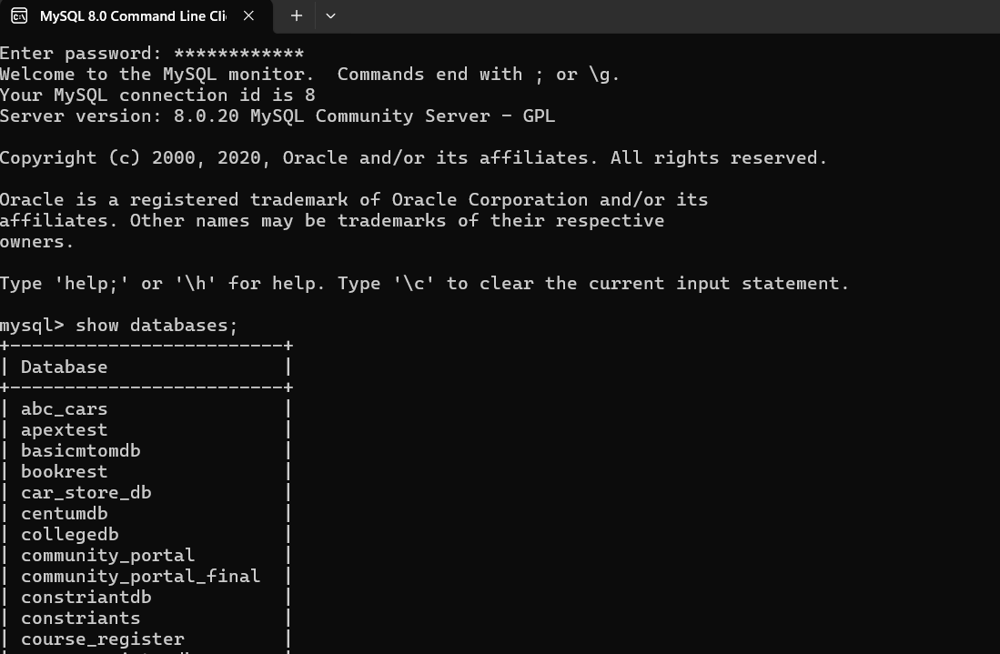 MySQL 8.0 Command Line Cli
Enter password: ************
Welcome to the MySQL monitor.  Commands end with ; or \g.
Your MySQL connection id is 8
Server version: 8.0.20 MySQL Community Server - GPL
Copyright (c) 2000, 2020, Oracle and/or its affiliates. All rights reserved.
Oracle is a registered trademark of Oracle Corporation and/or its
affiliates. Other names may be trademarks of their respective
owners.
Type 'help;' or '\h' for help. Type '\c' to clear the current input statement.
mysql> show databases;
+-------------------------+
| Database                |
+-------------------------+
| abc_cars                |
| apextest                |
| basicmtomdb             |
| bookrest                |
| car_store_db            |
| centumdb                |
| collegedb               |
| community_portal        |
| community_portal_final  |
| constriantdb            |
| constriants             |
| course_register         |